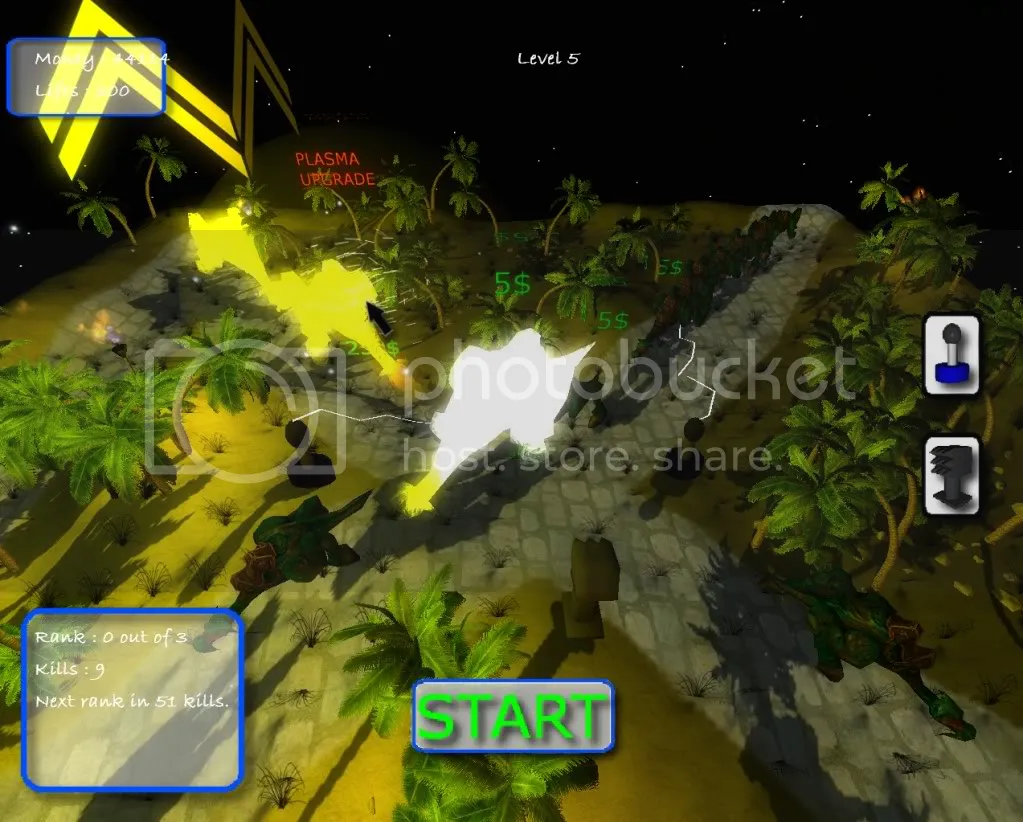 Level 5
PLASMA
UPGRADE
5$
5$
5$
photobucket
host. store. share.
Rank : 0 out of 3
Kills : 9
Next rank in 51 kills.
START